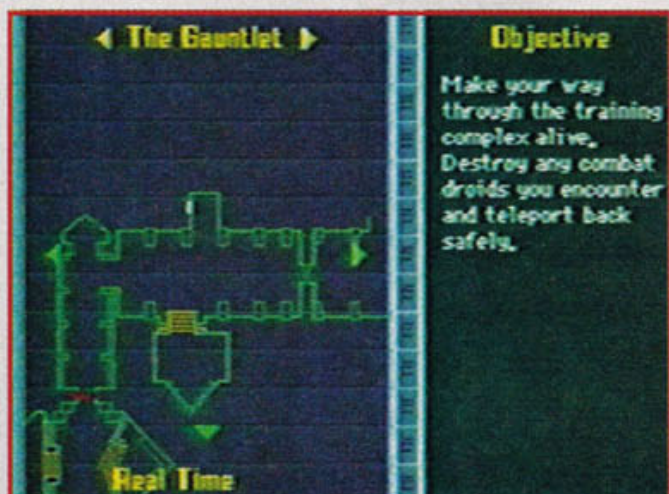 The Gauntlet
Real Time
Objective
Make your way
through the training
complex alive.
Destroy any combat
droids you encounter
and teleport back
safely.